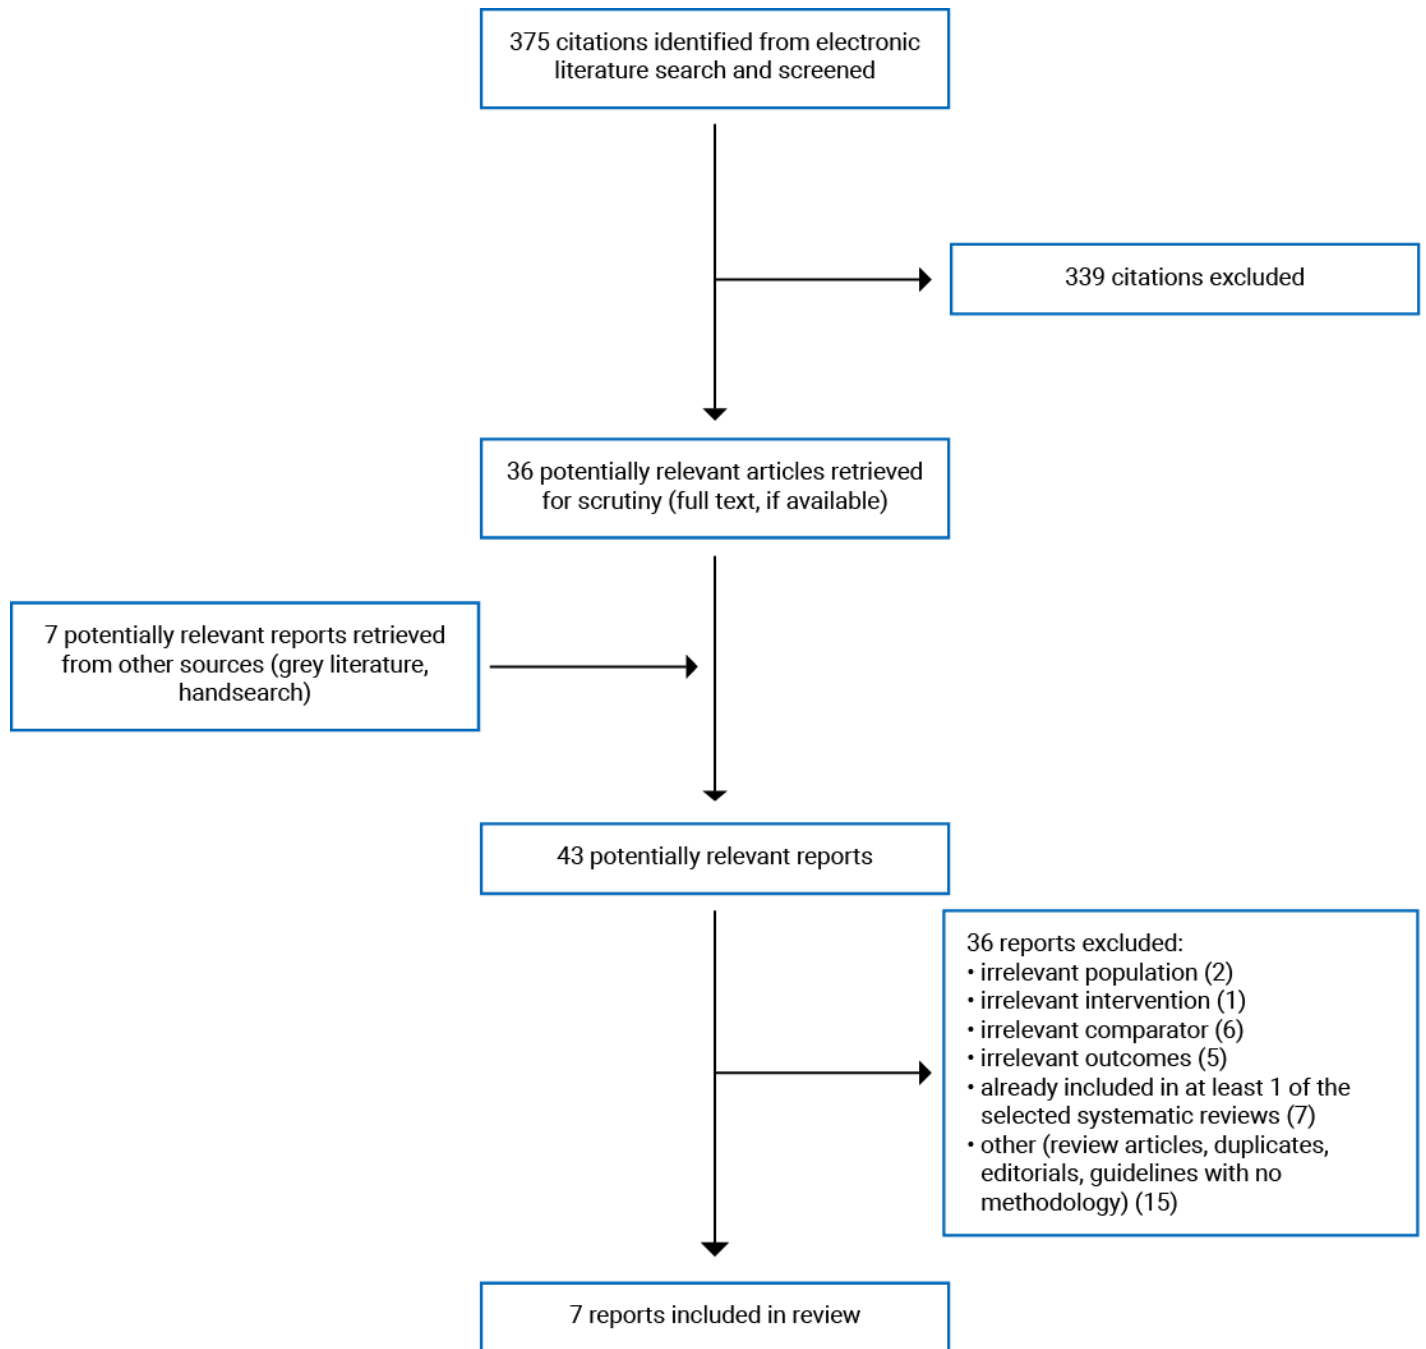 375 citations identified from electronic
literature search and screened
339 citations excluded
36 potentially relevant articles retrieved
for scrutiny (full text, if available)
7 potentially relevant reports retrieved
from other sources (grey literature,
handsearch)
43 potentially relevant reports
36 reports excluded:
• irrelevant population (2)
• irrelevant intervention (1)
• irrelevant comparator (6)
• irrelevant outcomes (5)
• already included in at least 1 of the
selected systematic reviews (7)
• other (review articles, duplicates,
editorials, guidelines with no
methodology) (15)
7 reports included in review